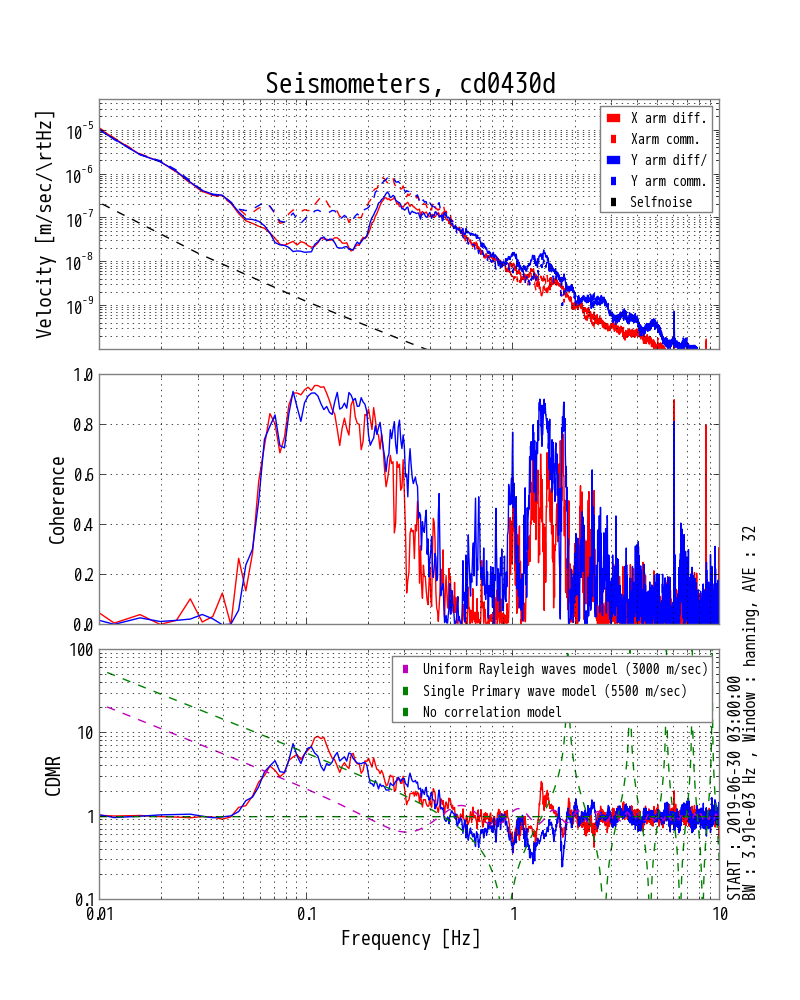 Seismometers, cd0430d
Velocity [m/sec/\rtHz]
10^-5
10^-6
10^-7
10^-8
10^-9
X arm diff.
Xarm comm.
Y arm diff/
Y arm comm.
Selfnoise
Coherence
1.0
0.8
0.6
0.4
0.2
0.0
CDMR
100
10
1
0.1
Uniform Rayleigh waves model (3000 m/sec)
Single Primary wave model (5500 m/sec)
No correlation model
0.01
0.1
1
10
Frequency [Hz]
START : 2019-06-30 03:00:00
BW : 3.91e-03 Hz , Window : hanning, AVE : 32